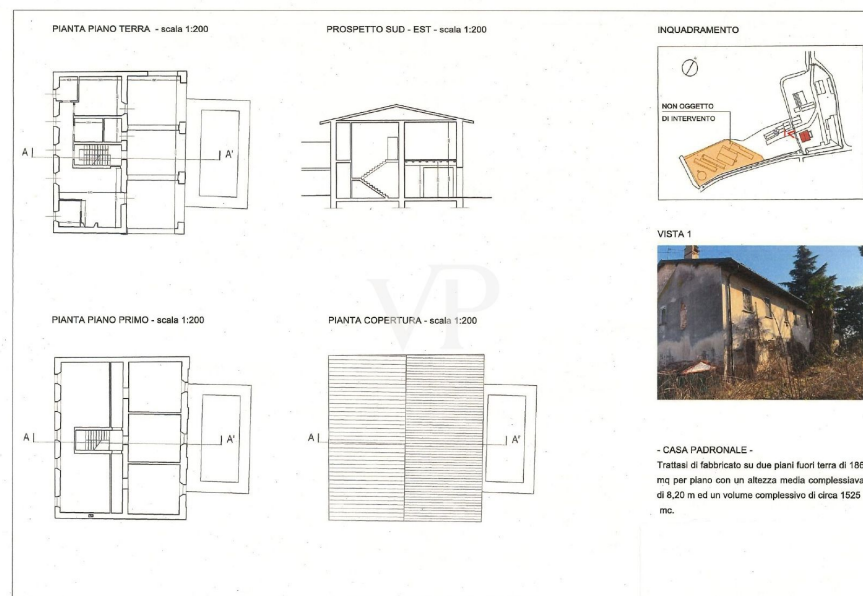 PIANTA PIANO TERRA - scala 1:200
PROSPETTO SUD - EST - scala 1:200
INQUADRAMENTO
NON OGGETTO
DI INTERVENTO
A
A'
VISTA 1
PIANTA PIANO PRIMO - scala 1:200
PIANTA COPERTURA - scala 1:200
VP
A
A'
A
A'
- CASA PADRONALE -
Trattasi di fabbricato su due piani fuori terra di 186
mq per piano con un altezza media complessiava
di 8,20 m ed un volume complessivo di circa 1525
mc.